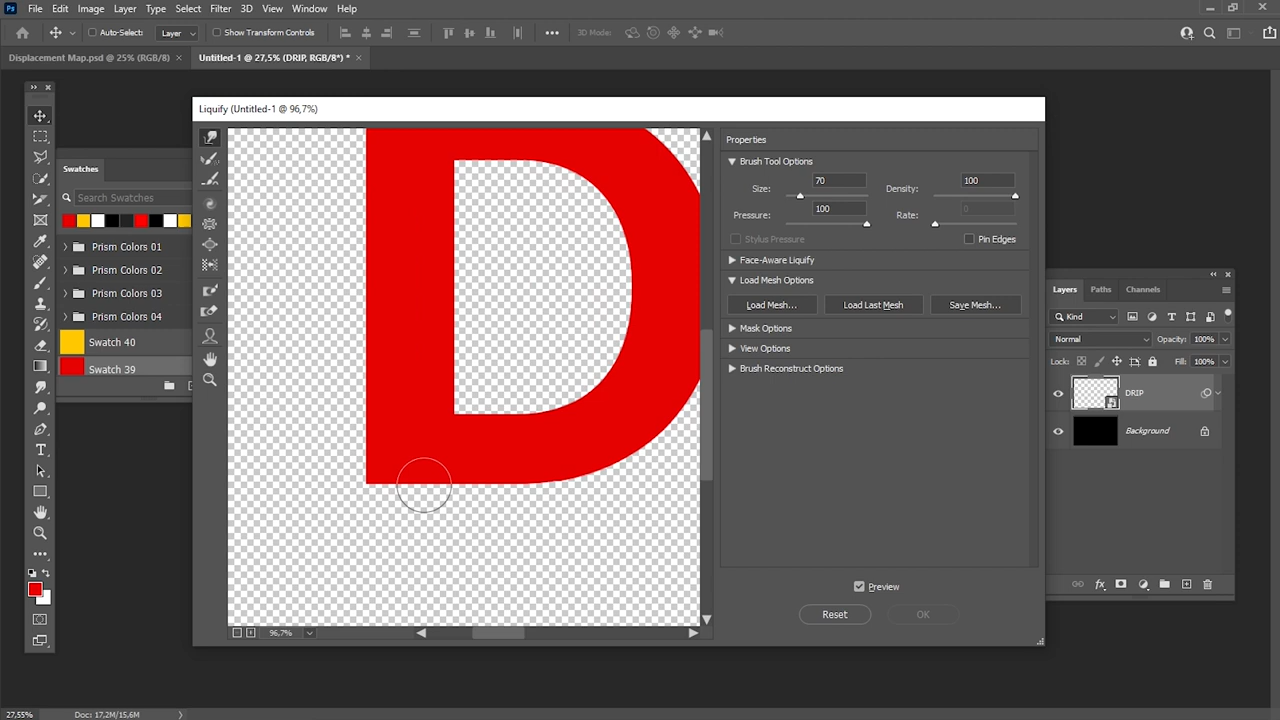 Ps File Edit Image Layer Type Select Filter 3D View Window Help
Auto-Select: Layer Show Transform Controls 3D Mode:
Displacement Map.psd @ 25% (RGB/8) × Untitled-1 @ 27,5% (DRIP, RGB/8*) * ×
Liquify (Untitled-1 @ 96,7%)
Swatches
Search Swatches
Prism Colors 01
Prism Colors 02
Prism Colors 03
Prism Colors 04
Swatch 40
Swatch 39
D
96,7%
Properties
Brush Tool Options
Size: 70 Density: 100
Pressure: 100 Rate: 0
Stylus Pressure Pin Edges
Face-Aware Liquify
Load Mesh Options
Load Mesh... Load Last Mesh Save Mesh...
Mask Options
View Options
Brush Reconstruct Options
Preview
Reset OK
Layers Paths Channels
Kind
Normal Opacity: 100%
Lock: Fill: 100%
DRIP
Background
27,55% Doc: 17,2M/15,6M